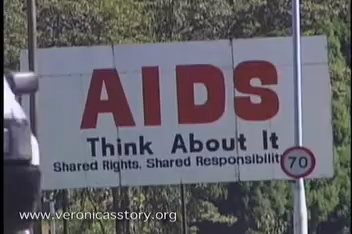 AIDS
Think About It
Shared Rights. Shared Responsibilit
70
www.veronicasstory.org